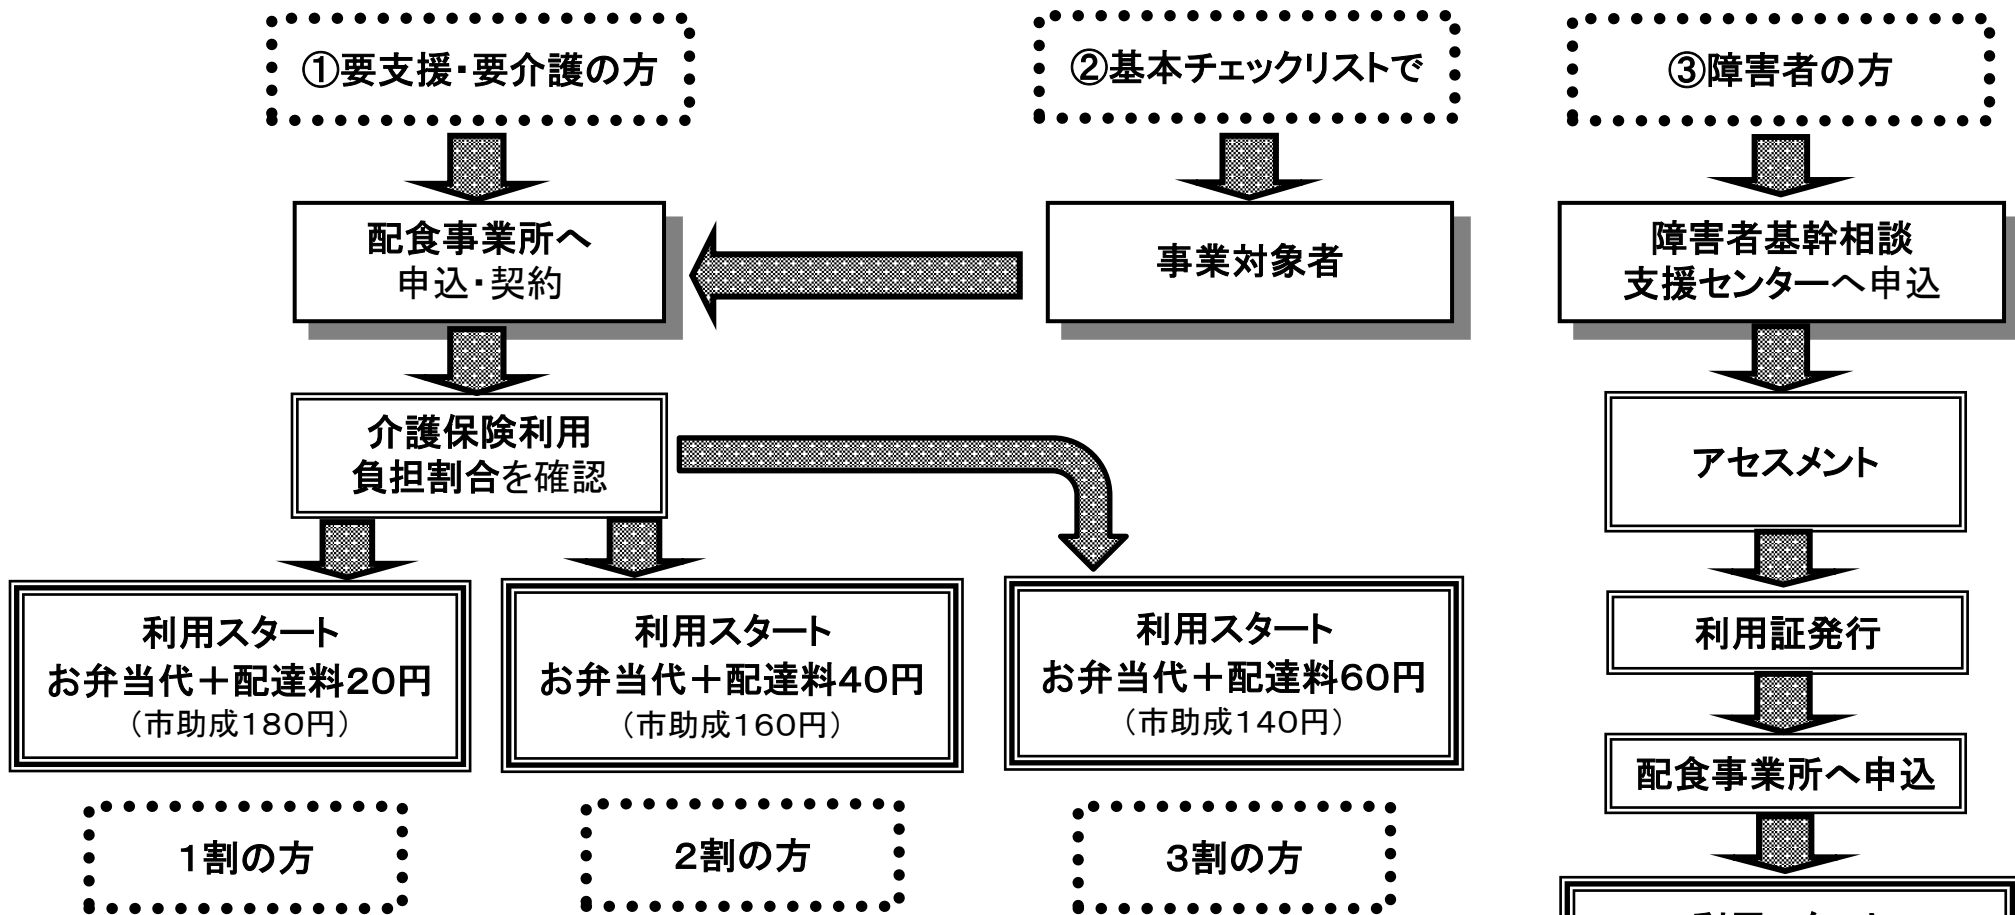 ①要支援・要介護の方
②基本チェックリストで
③障害者の方
配食事業所へ
申込・契約
事業対象者
障害者基幹相談
支援センターへ申込
介護保険利用
負担割合を確認
アセスメント
利用スタート
お弁当代＋配達料20円
（市助成180円）
利用スタート
お弁当代＋配達料40円
（市助成160円）
利用スタート
お弁当代＋配達料60円
（市助成140円）
利用証発行
配食事業所へ申込
1割の方
2割の方
3割の方